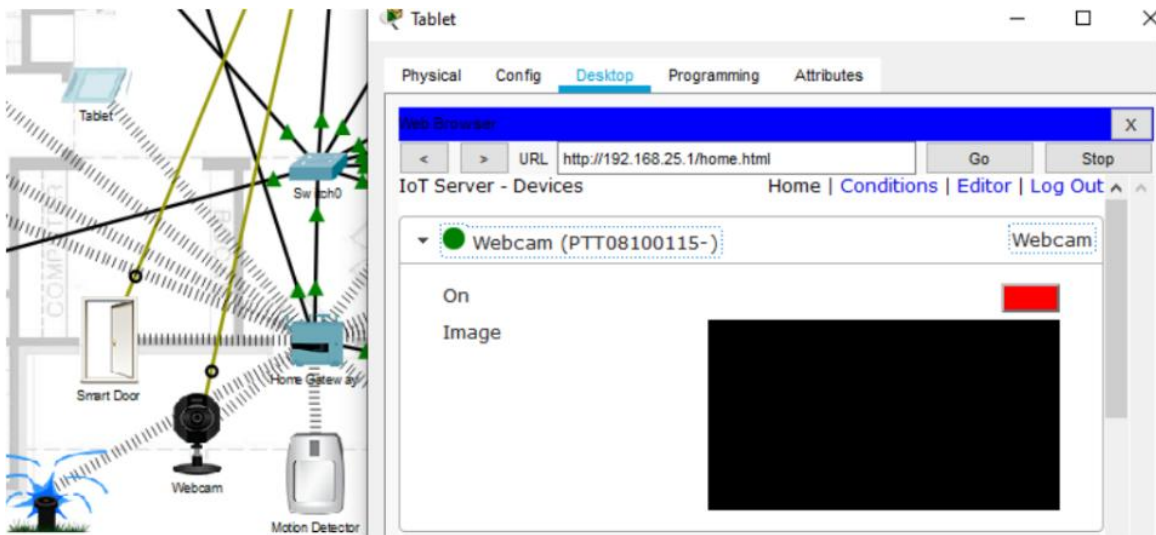 Tablet
Physical Config Desktop Programming Attributes
Web Browser X
< > URL http://192.168.25.1/home.html Go Stop
IoT Server - Devices Home | Conditions | Editor | Log Out
Webcam (PTT08100115-) Webcam
On
Image
Tablet
COMPUTER
Smart Door
Home Gateway
Webcam
Motion Detector